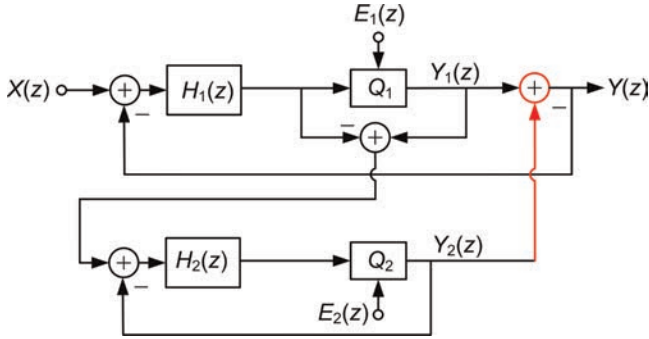 E1(z)
X(z)
+
−
H1(z)
Q1
Y1(z)
+
−
Y(z)
−
+
+
−
H2(z)
Q2
Y2(z)
E2(z)